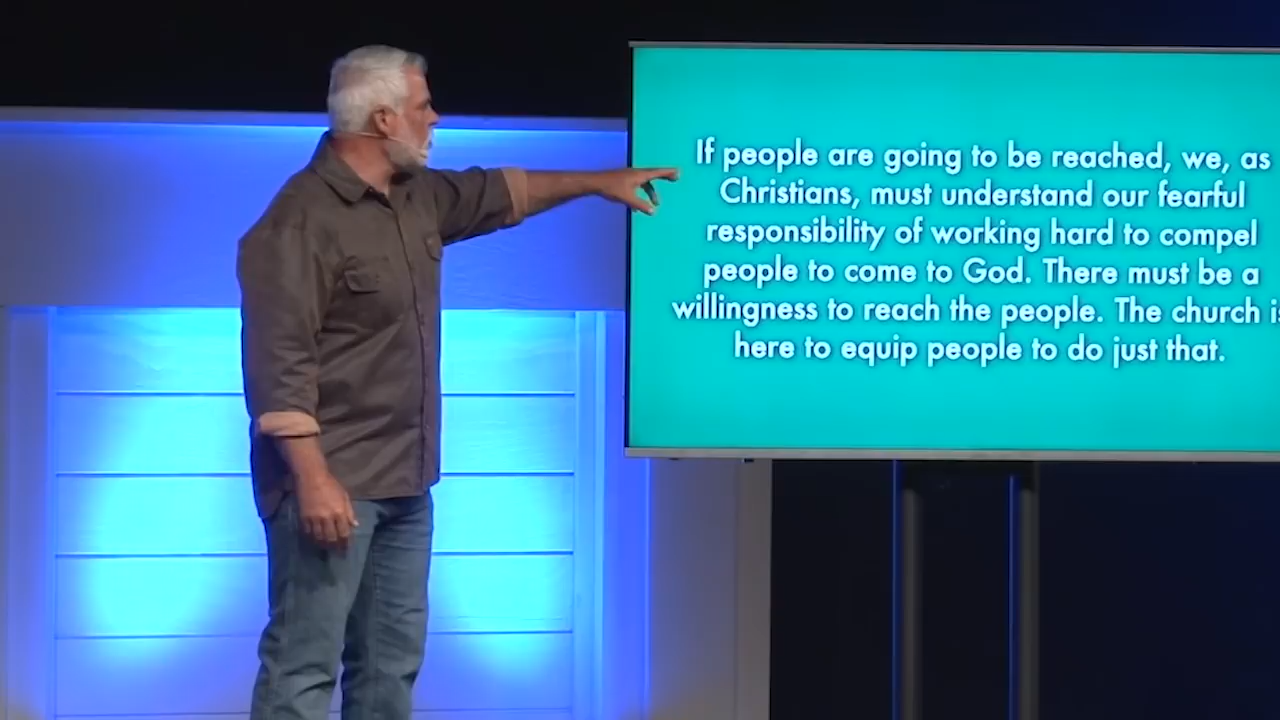 If people are going to be reached, we, as
Christians, must understand our fearful
responsibility of working hard to compel
people to come to God. There must be a
willingness to reach the people. The church is
here to equip people to do just that.